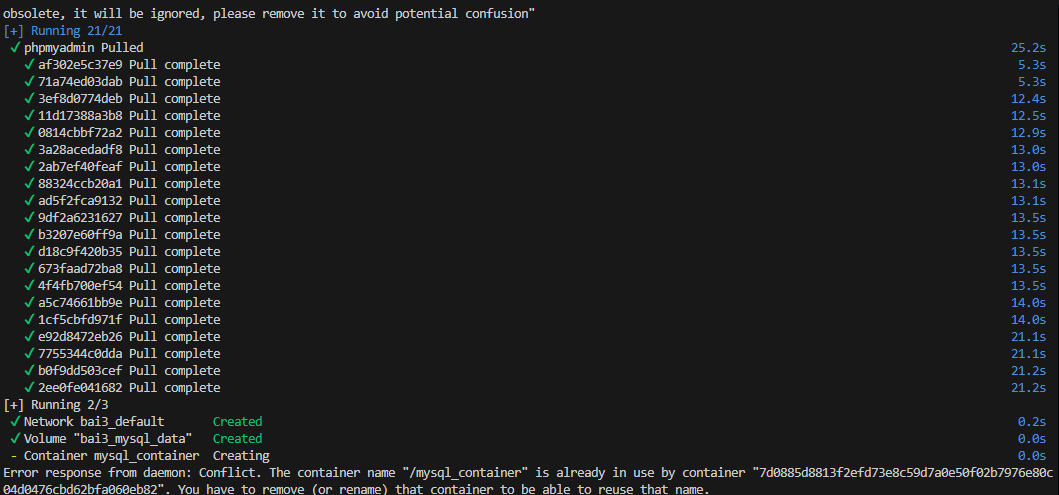 obsolete, it will be ignored, please remove it to avoid potential confusion"
[+] Running 21/21
✓ phpmyadmin Pulled 25.2s
✓ af302e5c37e9 Pull complete 5.3s
✓ 71a74ed03dab Pull complete 5.3s
✓ 3ef8d0774deb Pull complete 12.4s
✓ 11d17388a3b8 Pull complete 12.5s
✓ 0814cbbf72a2 Pull complete 12.9s
✓ 3a28acedadf8 Pull complete 13.0s
✓ 2ab7ef40feaf Pull complete 13.0s
✓ 88324ccb20a1 Pull complete 13.1s
✓ ad5f2fca9132 Pull complete 13.1s
✓ 9df2a6231627 Pull complete 13.5s
✓ b3207e60ff9a Pull complete 13.5s
✓ d18c9f420b35 Pull complete 13.5s
✓ 673faad72ba8 Pull complete 13.5s
✓ 4f4fb700ef54 Pull complete 13.5s
✓ a5c74661bb9e Pull complete 14.0s
✓ 1cf5cbfd971f Pull complete 14.0s
✓ e92d8472eb26 Pull complete 21.1s
✓ 7755344c0dda Pull complete 21.1s
✓ b0f9dd503cef Pull complete 21.2s
✓ 2ee0fe041682 Pull complete 21.2s
[+] Running 2/3
✓ Network bai3_default Created 0.2s
✓ Volume "bai3_mysql_data" Created 0.0s
- Container mysql_container Creating 0.0s
Error response from daemon: Conflict. The container name "/mysql_container" is already in use by container "7d0885d8813f2efd73e8c59d7a0e50f02b7976e80c
04d0476cbd62bfa060eb82". You have to remove (or rename) that container to be able to reuse that name.